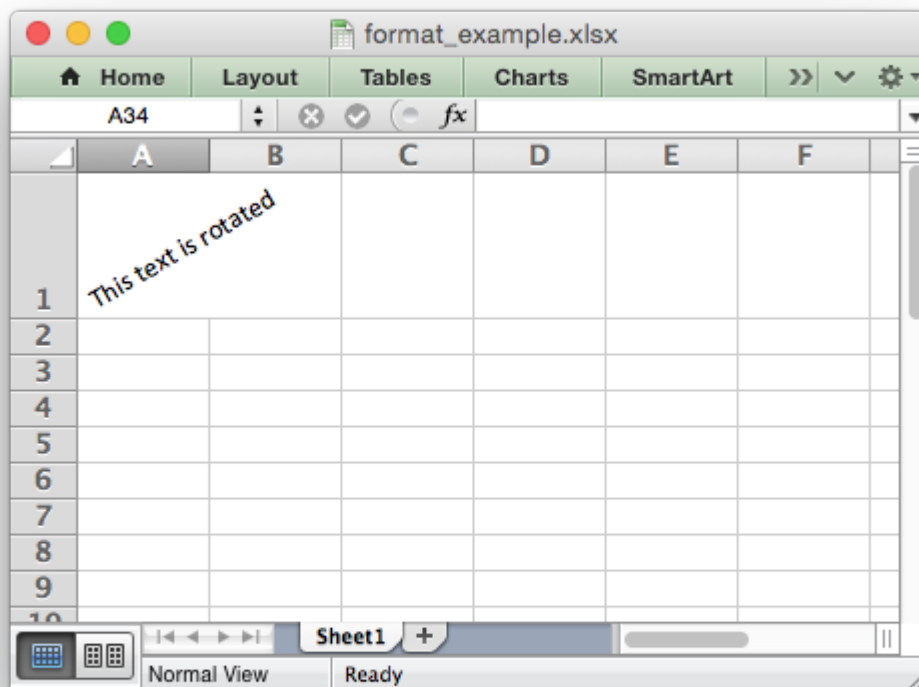 format_example.xlsx
Home Layout Tables Charts SmartArt
A34 fx
A B C D E F
This text is rotated
1
2
3
4
5
6
7
8
9
10
Sheet1 +
Normal View Ready